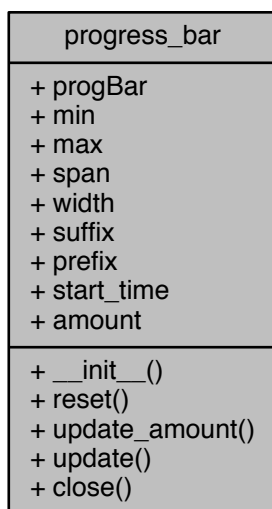 progress_bar
+ progBar
+ min
+ max
+ span
+ width
+ suffix
+ prefix
+ start_time
+ amount
+ __init__()
+ reset()
+ update_amount()
+ update()
+ close()